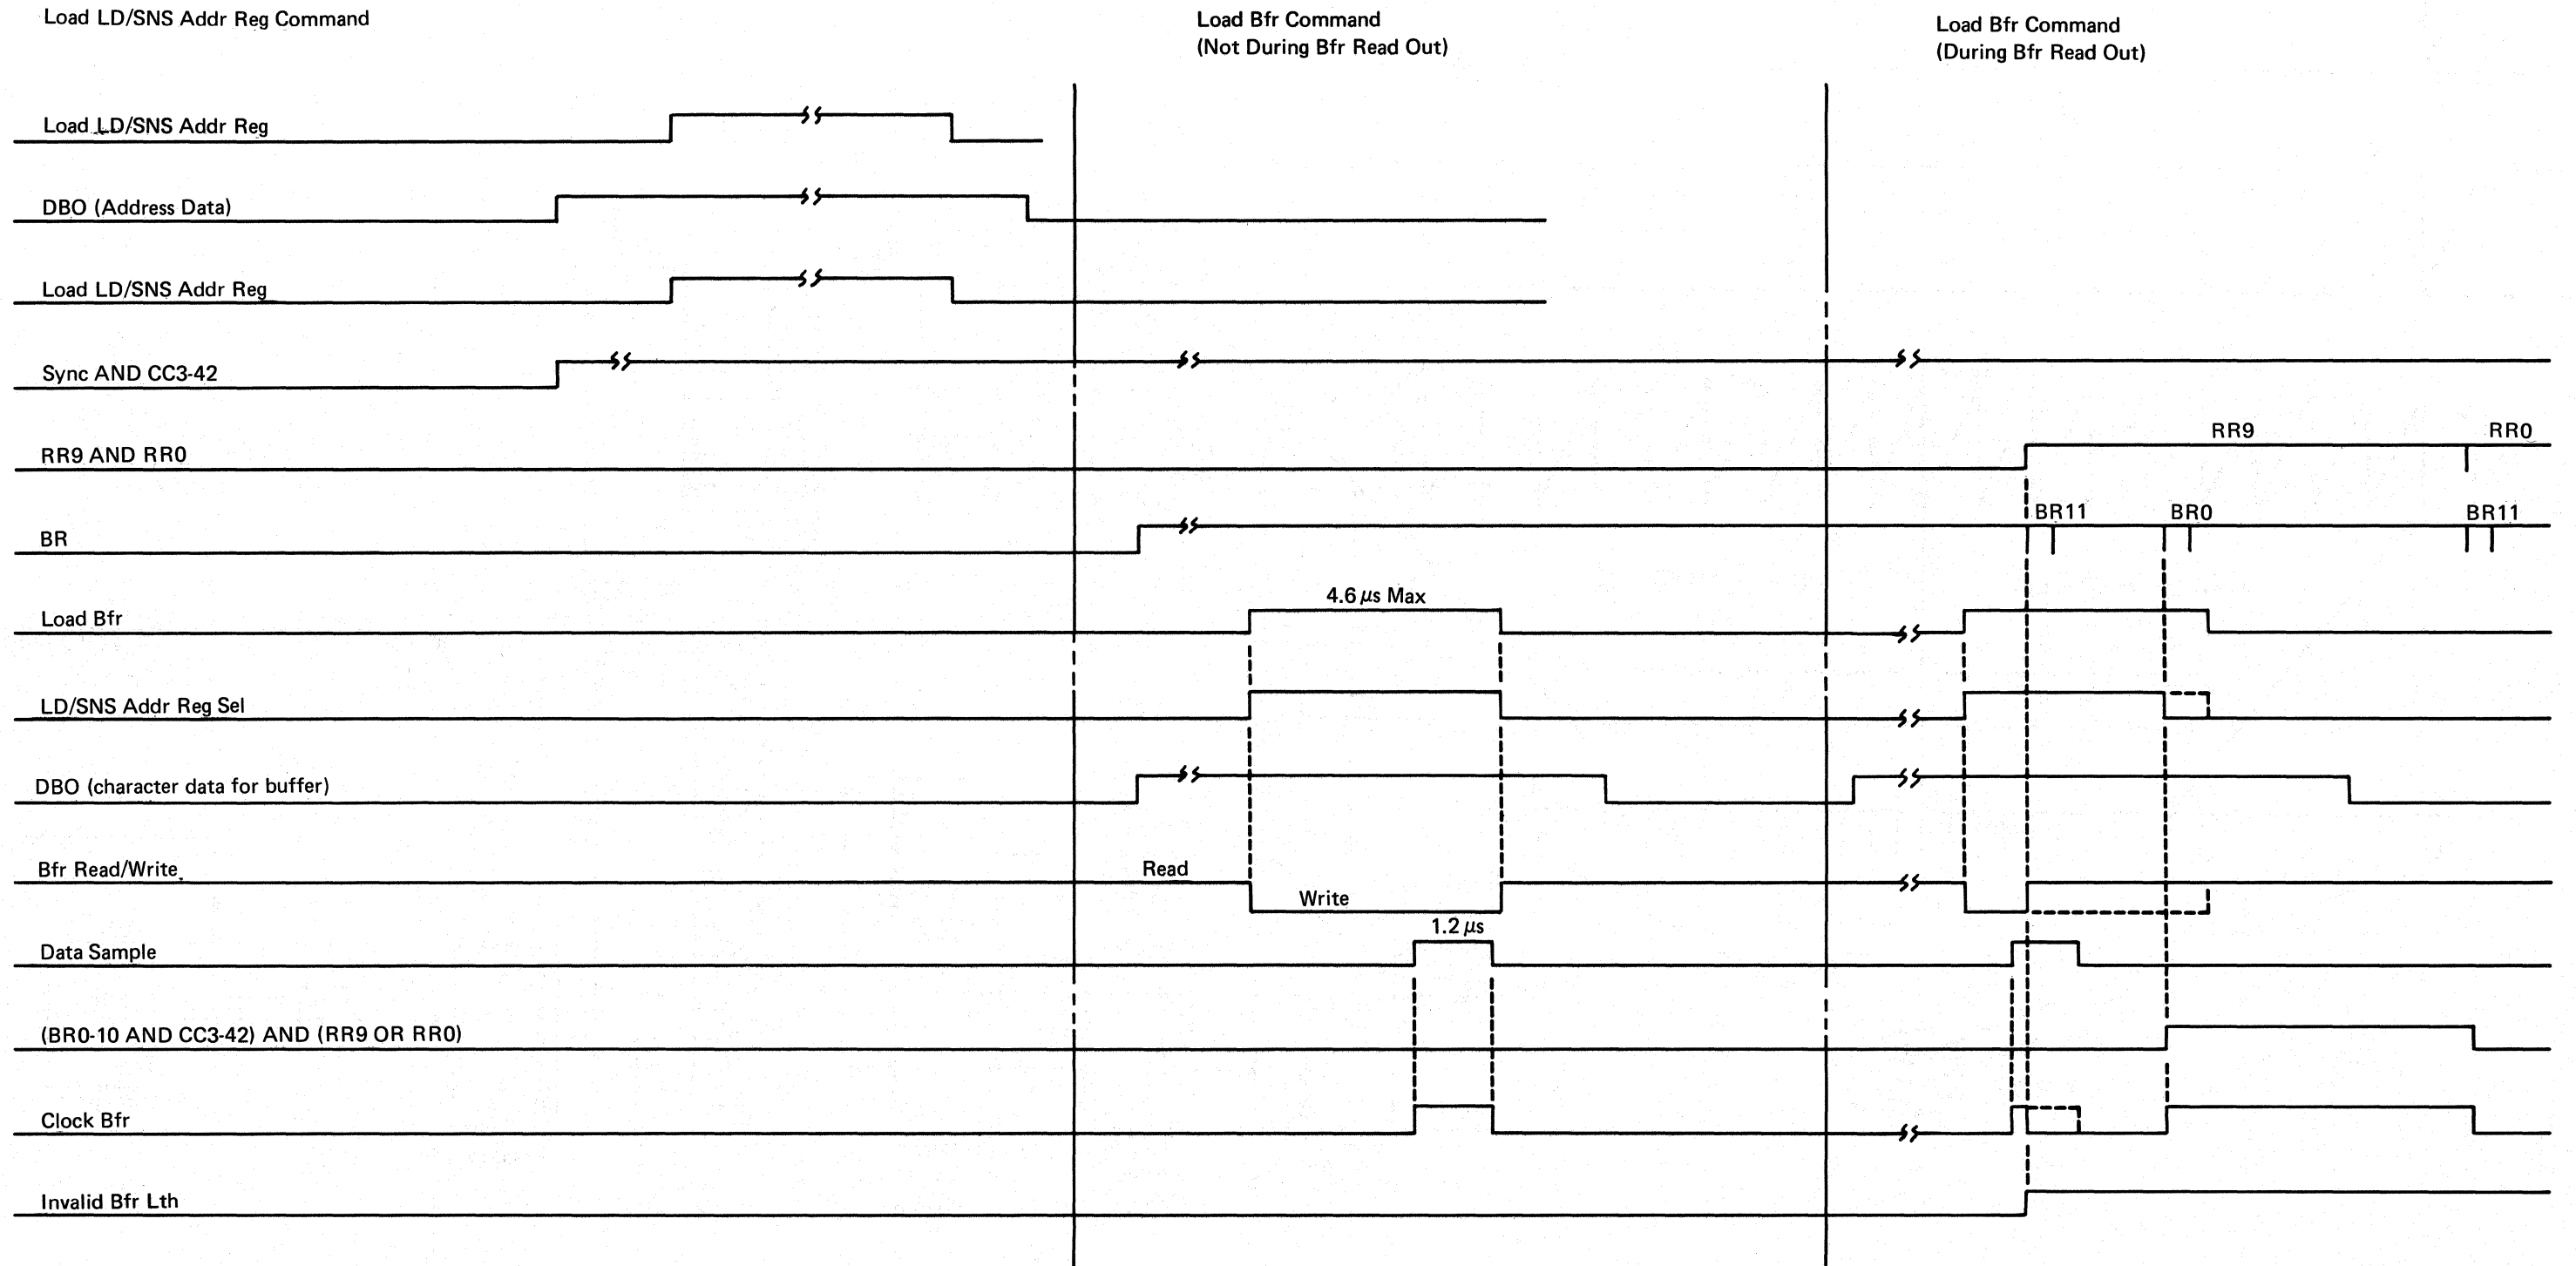 Load LD/SNS Addr Reg Command
Load Bfr Command
(Not During Bfr Read Out)
Load Bfr Command
(During Bfr Read Out)
Load LD/SNS Addr Reg
DBO (Address Data)
Load LD/SNS Addr Reg
Sync AND CC3-42
RR9 AND RR0
RR9
RR0
BR
BR11
BR0
BR11
Load Bfr
4.6 μs Max
LD/SNS Addr Reg Sel
DBO (character data for buffer)
Bfr Read/Write
Read
Write
Data Sample
1.2 μs
(BR0-10 AND CC3-42) AND (RR9 OR RR0)
Clock Bfr
Invalid Bfr Lth